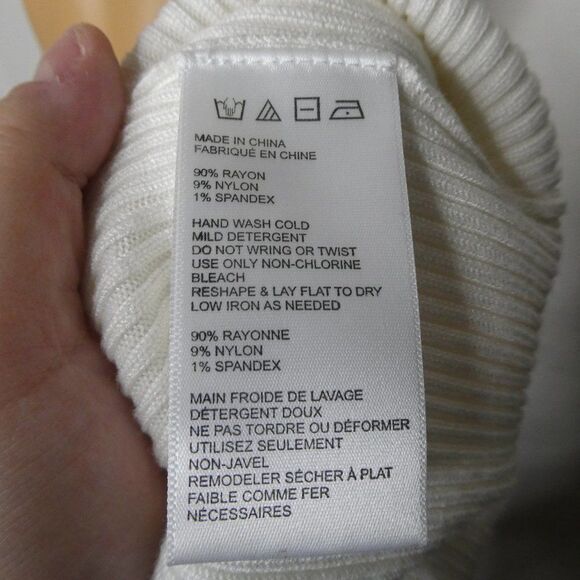 MADE IN CHINA
FABRIQUÉ EN CHINE
90% RAYON
9% NYLON
1% SPANDEX
HAND WASH COLD
MILD DETERGENT
DO NOT WRING OR TWIST
USE ONLY NON-CHLORINE
BLEACH
RESHAPE & LAY FLAT TO DRY
LOW IRON AS NEEDED
90% RAYONNE
9% NYLON
1% SPANDEX
MAIN FROIDE DE LAVAGE
DÉTERGENT DOUX
NE PAS TORDRE OU DÉFORMER
UTILISEZ SEULEMENT
NON-JAVEL
REMODELER SÉCHER À PLAT
FAIBLE COMME FER
NÉCESSAIRES